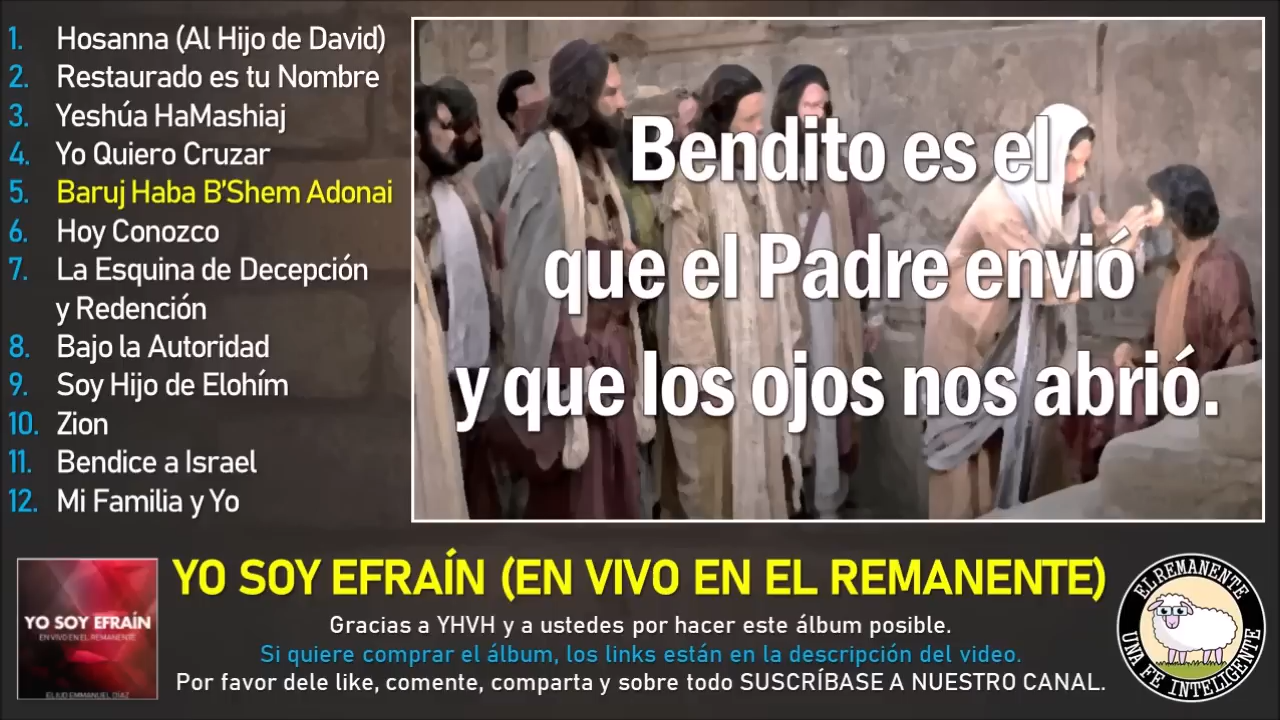 1. Hosanna (Al Hijo de David)
2. Restaurado es tu Nombre
3. Yeshúa HaMashiaj
4. Yo Quiero Cruzar
5. Baruj Haba B'Shem Adonai
6. Hoy Conozco
7. La Esquina de Decepción
y Redención
8. Bajo la Autoridad
9. Soy Hijo de Elohím
10. Zion
11. Bendice a Israel
12. Mi Familia y Yo
Bendito es el
que el Padre envió
y que los ojos nos abrió.
YO SOY EFRAÍN
EN VIVO EN EL REMANENTE
ELIUD EMMANUEL DÍAZ
YO SOY EFRAÍN (EN VIVO EN EL REMANENTE)
Gracias a YHVH y a ustedes por hacer este álbum posible.
Si quiere comprar el álbum, los links están en la descripción del video.
Por favor dele like, comente, comparta y sobre todo SUSCRÍBASE A NUESTRO CANAL.
EL REMANENTE
UNA FE INTELIGENTE